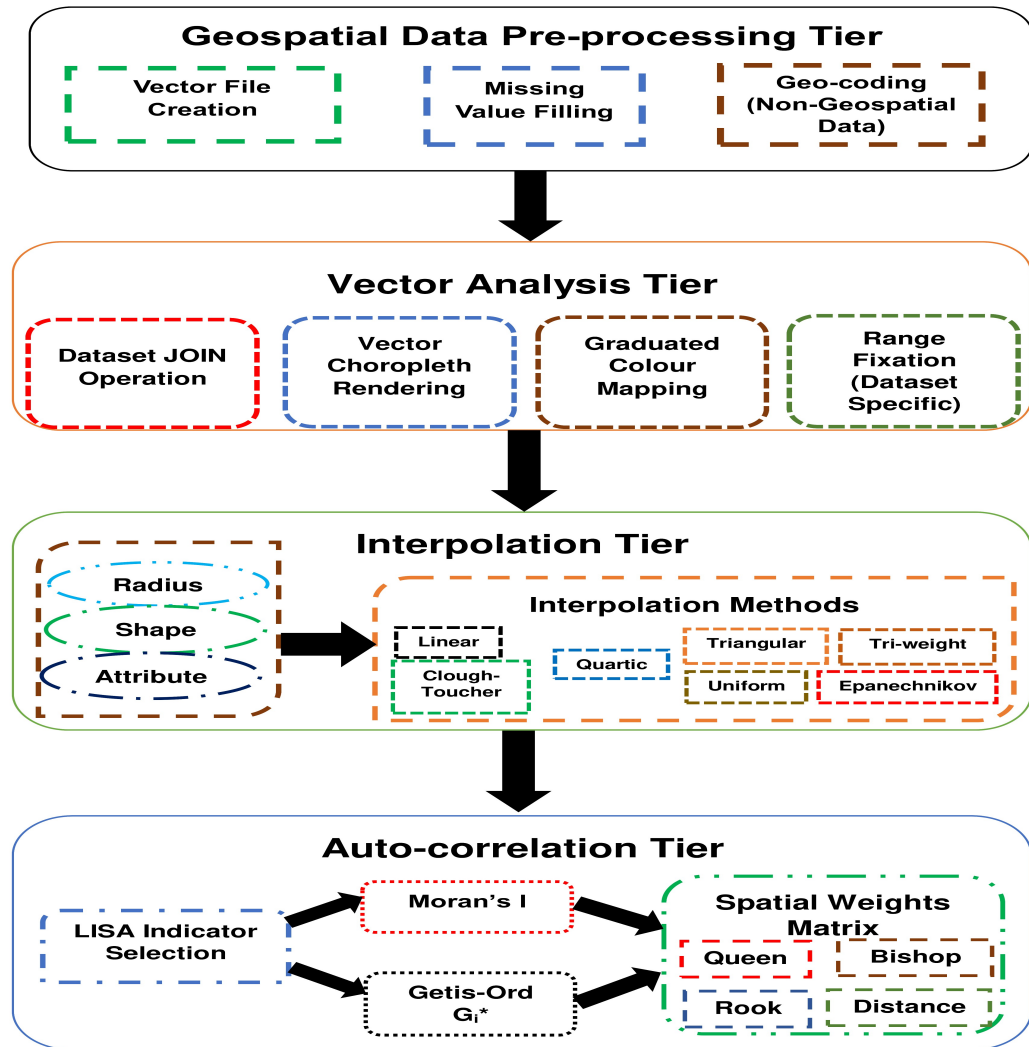 Geospatial Data Pre-processing Tier
Vector File
Creation
Missing
Value Filling
Geo-coding
(Non-Geospatial
Data)
Vector Analysis Tier
Dataset JOIN
Operation
Vector
Choropleth
Rendering
Graduated
Colour
Mapping
Range
Fixation
(Dataset
Specific)
Interpolation Tier
Radius
Shape
Attribute
Interpolation Methods
Linear
Clough-
Toucher
Quartic
Triangular
Tri-weight
Uniform
Epanechnikov
Auto-correlation Tier
LISA Indicator
Selection
Moran's I
Getis-Ord
Gi*
Spatial Weights
Matrix
Queen
Bishop
Rook
Distance